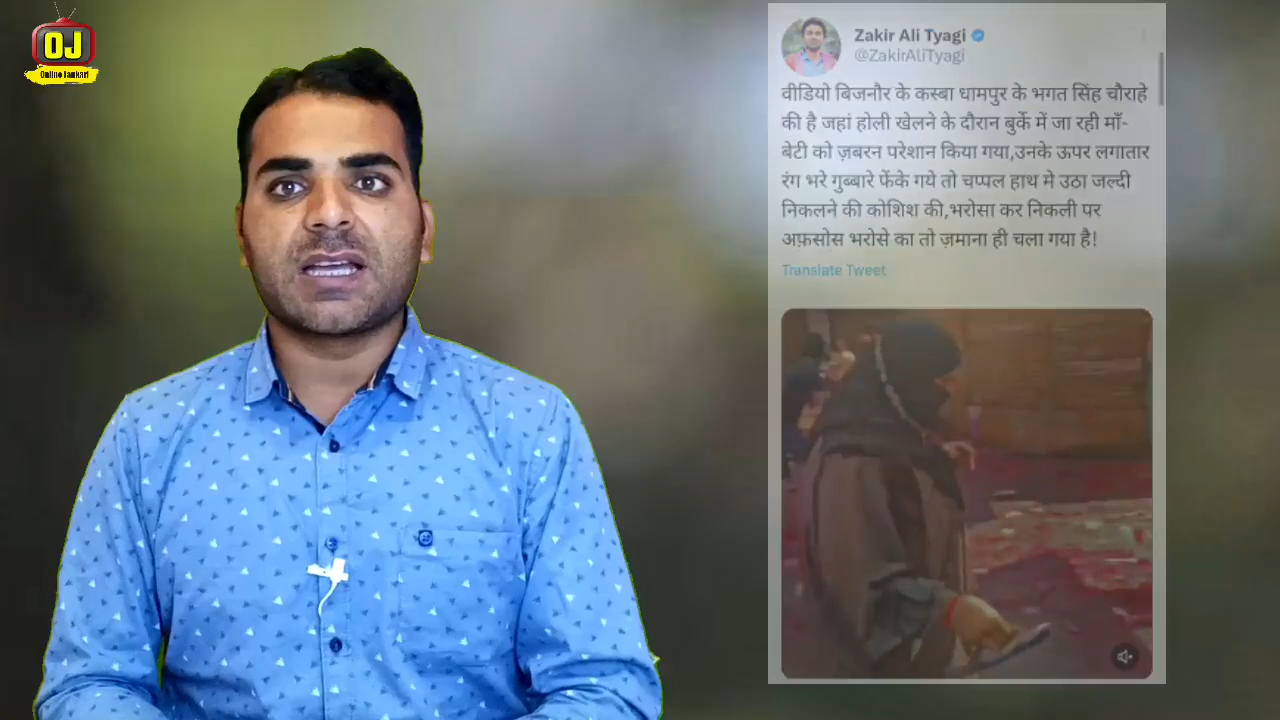 OJ
Online Jankari
Zakir Ali Tyagi
@ZakirAliTyagi
वीडियो बिजनौर के कस्बा धामपुर के भगत सिंह चौराहे
की है जहां होली खेलने के दौरान बुर्के में जा रही माँ-
बेटी को ज़बरन परेशान किया गया,उनके ऊपर लगातार
रंग भरे गुब्बारे फेंके गये तो चप्पल हाथ मे उठा जल्दी
निकलने की कोशिश की,भरोसा कर निकली पर
अफ़सोस भरोसे का तो ज़माना ही चला गया है!
Translate Tweet